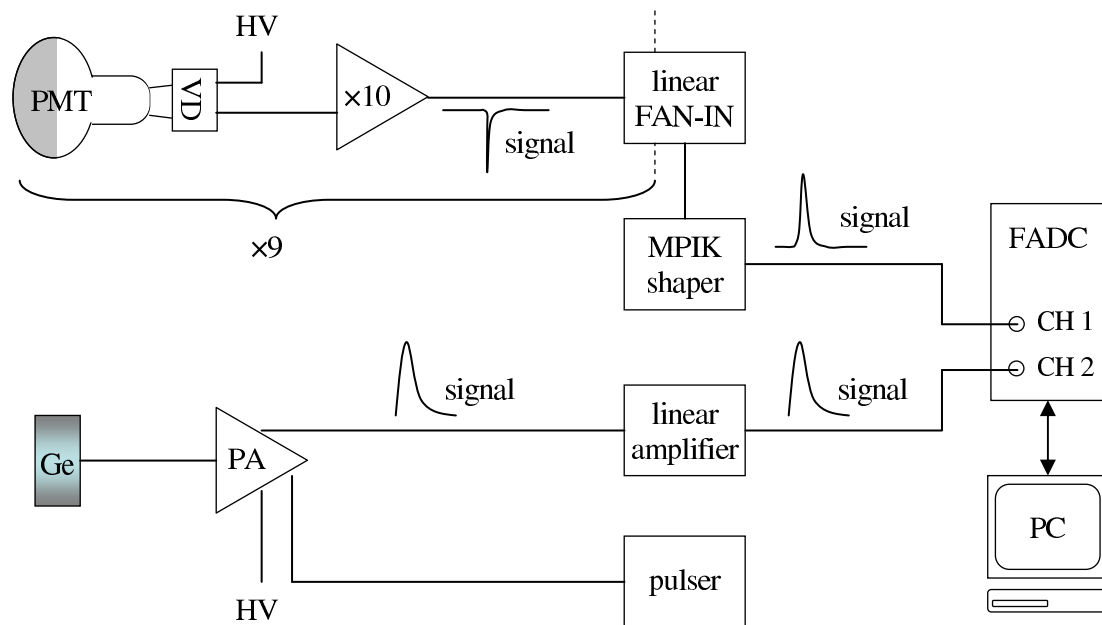 HV
PMT
VD
×10
signal
linear
FAN-IN
×9
MPIK
shaper
signal
FADC
CH 1
CH 2
Ge
PA
signal
linear
amplifier
signal
HV
pulser
PC